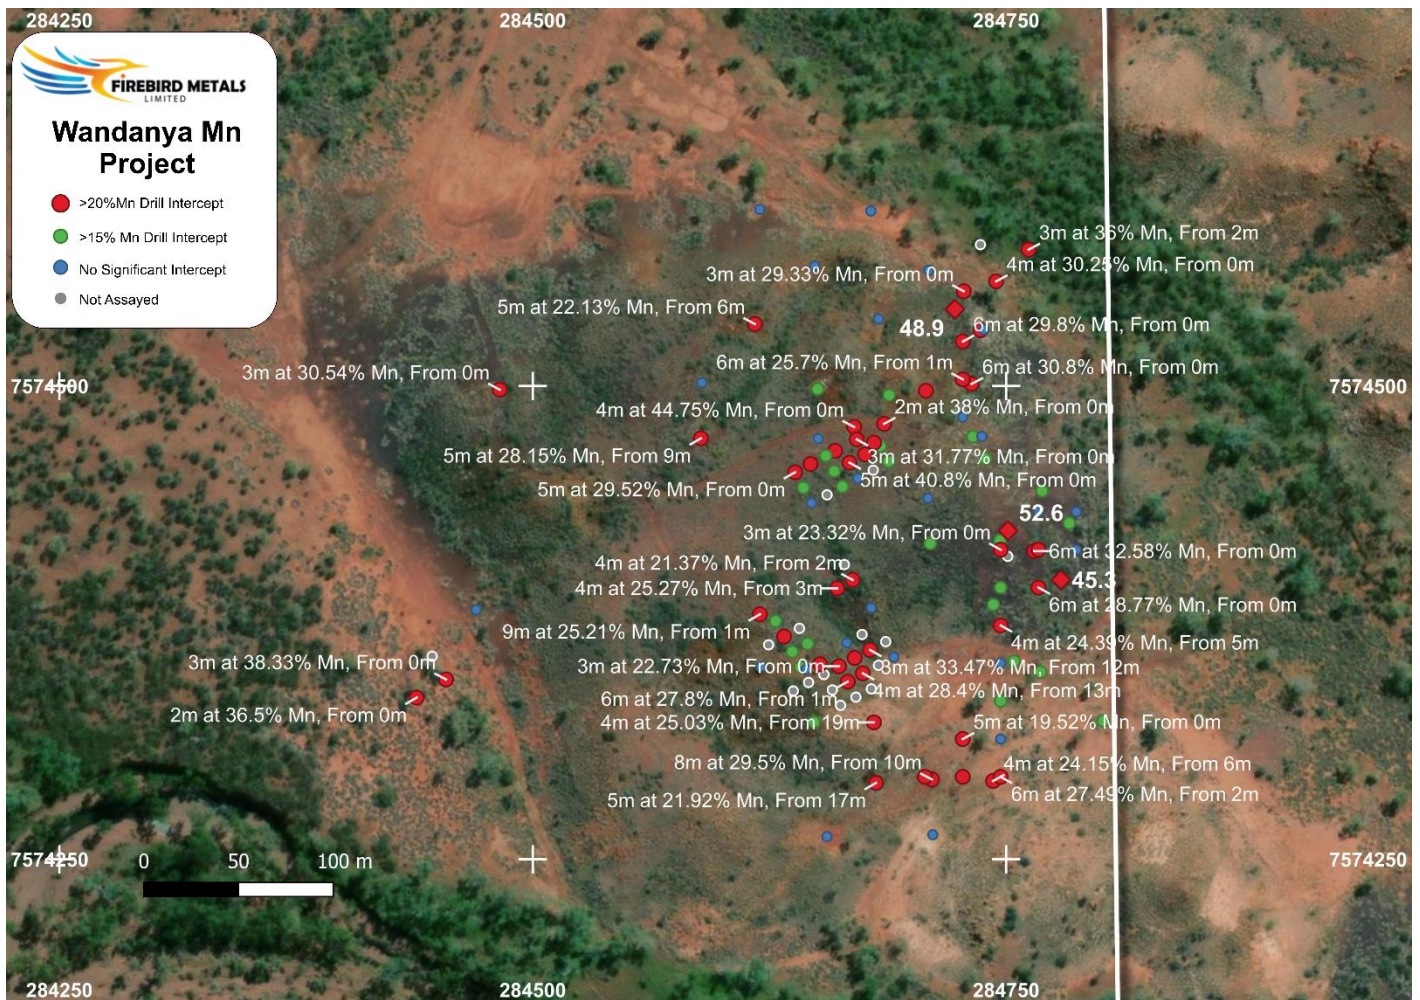 284250
284500
284750
FIREBIRD METALS
LIMITED
Wandanya Mn
Project
>20%Mn Drill Intercept
>15% Mn Drill Intercept
No Significant Intercept
Not Assayed
3m at 36% Mn, From 2m
4m at 30.25% Mn, From 0m
3m at 29.33% Mn, From 0m
5m at 22.13% Mn, From 6m
48.9
6m at 29.8% Mn, From 0m
6m at 25.7% Mn, From 1m
6m at 30.8% Mn, From 0m
3m at 30.54% Mn, From 0m
7574500
7574500
4m at 44.75% Mn, From 0m
2m at 38% Mn, From 0m
5m at 28.15% Mn, From 9m
3m at 31.77% Mn, From 0m
5m at 40.8% Mn, From 0m
5m at 29.52% Mn, From 0m
52.6
3m at 23.32% Mn, From 0m
6m at 32.58% Mn, From 0m
4m at 21.37% Mn, From 2m
45.3
4m at 25.27% Mn, From 3m
6m at 28.77% Mn, From 0m
9m at 25.21% Mn, From 1m
4m at 24.39% Mn, From 5m
3m at 38.33% Mn, From 0m
3m at 22.73% Mn, From 0m
3m at 33.47% Mn, From 12m
4m at 28.4% Mn, From 13m
6m at 27.8% Mn, From 1m
2m at 36.5% Mn, From 0m
4m at 25.03% Mn, From 19m
5m at 19.52% Mn, From 0m
8m at 29.5% Mn, From 10m
4m at 24.15% Mn, From 6m
5m at 21.92% Mn, From 17m
6m at 27.49% Mn, From 2m
7574250
0 50 100 m
7574250
284250
284500
284750